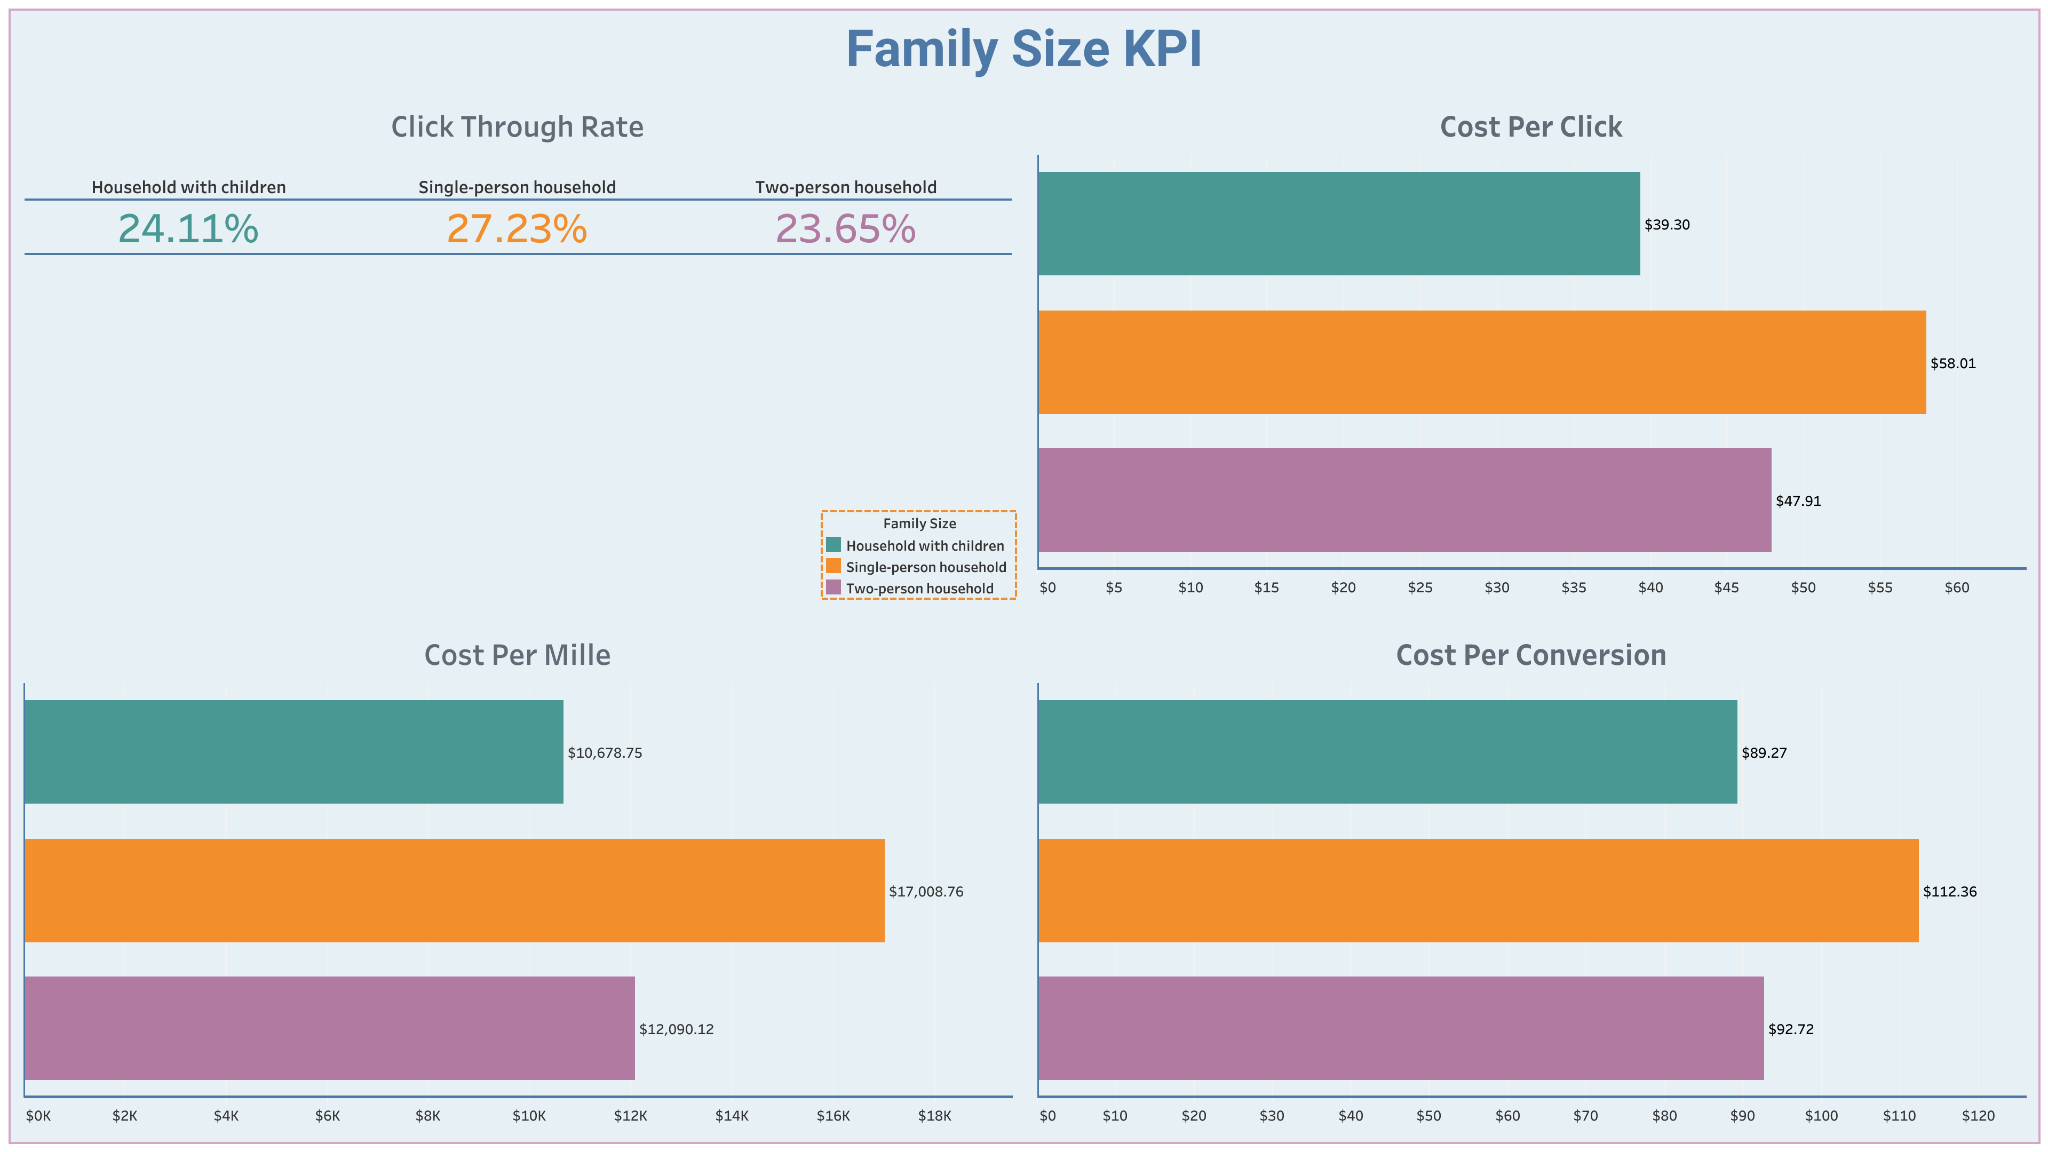 Family Size KPI
Click Through Rate
Household with children Single-person household Two-person household
24.11% 27.23% 23.65%
Family Size
Household with children
Single-person household
Two-person household
Cost Per Click
$39.30
$58.01
$47.91
$0 $5 $10 $15 $20 $25 $30 $35 $40 $45 $50 $55 $60
Cost Per Mille
$10,678.75
$17,008.76
$12,090.12
$0K $2K $4K $6K $8K $10K $12K $14K $16K $18K
Cost Per Conversion
$89.27
$112.36
$92.72
$0 $10 $20 $30 $40 $50 $60 $70 $80 $90 $100 $110 $120